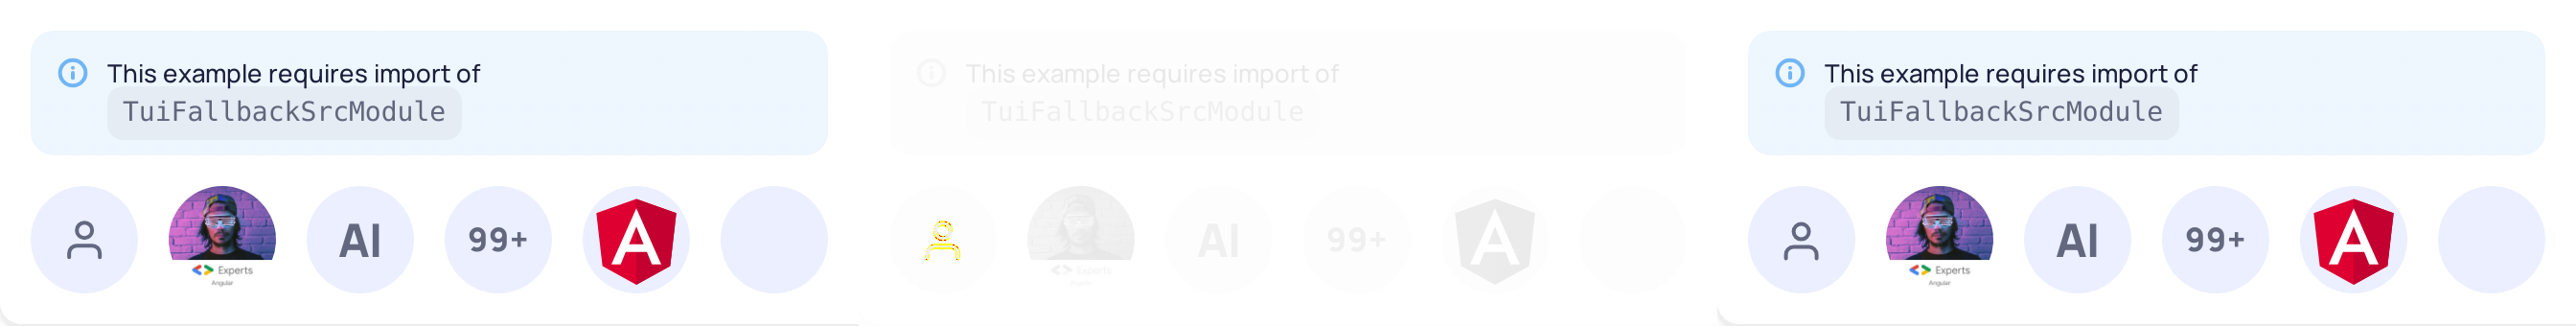 This example requires import of
TuiFallbackSrcModule
Experts
Angular
AI
99+
A
This example requires import of
TuiFallbackSrcModule
Experts
Angular
AI
99+
A
This example requires import of
TuiFallbackSrcModule
Experts
Angular
AI
99+
A